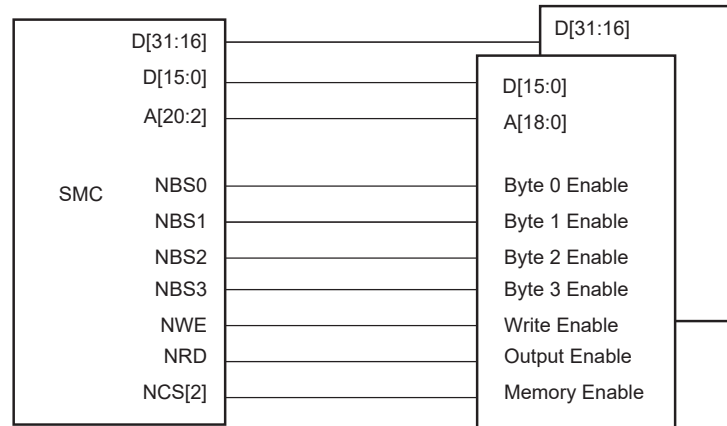 D[31:16] D[31:16]
D[15:0] D[15:0]
A[20:2] A[18:0]
SMC
NBS0 Byte 0 Enable
NBS1 Byte 1 Enable
NBS2 Byte 2 Enable
NBS3 Byte 3 Enable
NWE Write Enable
NRD Output Enable
NCS[2] Memory Enable